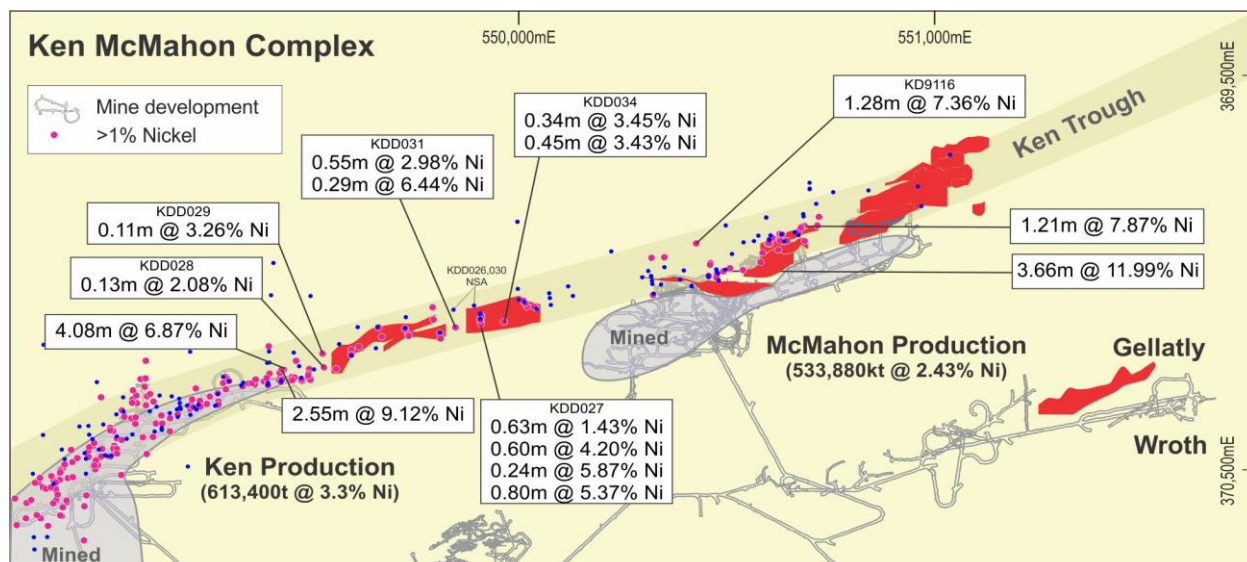 Ken McMahon Complex
550,000mE
551,000mE
369,500mE
Mine development
>1% Nickel
KD9116
1.28m @ 7.36% Ni
KDD034
0.34m @ 3.45% Ni
0.45m @ 3.43% Ni
KDD031
0.55m @ 2.98% Ni
0.29m @ 6.44% Ni
Ken Trough
KDD029
0.11m @ 3.26% Ni
1.21m @ 7.87% Ni
KDD028
0.13m @ 2.08% Ni
KDD026,030
NSA
3.66m @ 11.99% Ni
4.08m @ 6.87% Ni
Mined
McMahon Production
(533,880kt @ 2.43% Ni)
Gellatly
2.55m @ 9.12% Ni
KDD027
0.63m @ 1.43% Ni
0.60m @ 4.20% Ni
0.24m @ 5.87% Ni
0.80m @ 5.37% Ni
Wroth
Ken Production
(613,400t @ 3.3% Ni)
370,500mE
Mined